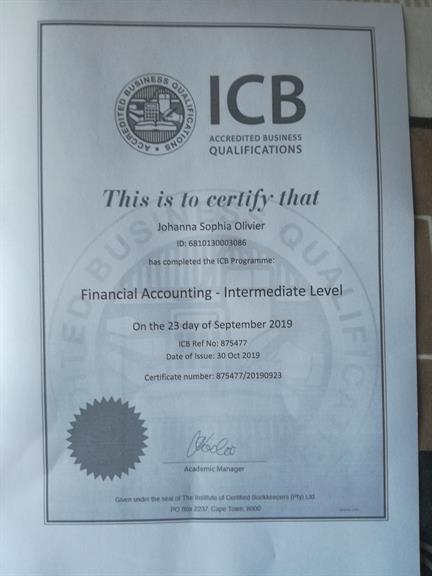 ACCREDITED BUSINESS QUALIFICATIONS
ICB
ACCREDITED BUSINESS
QUALIFICATIONS
This is to certify that
Johanna Sophia Olivier
ID: 6810130003086
has completed the ICB Programme:
Financial Accounting - Intermediate Level
On the 23 day of September 2019
ICB Ref No: 875477
Date of Issue: 30 Oct 2019
Certificate number: 875477/20190923
Academic Manager
Given under the seal of The Institute of Certified Bookkeepers (Pty) Ltd.
PO Box 2237, Cape Town, 8000